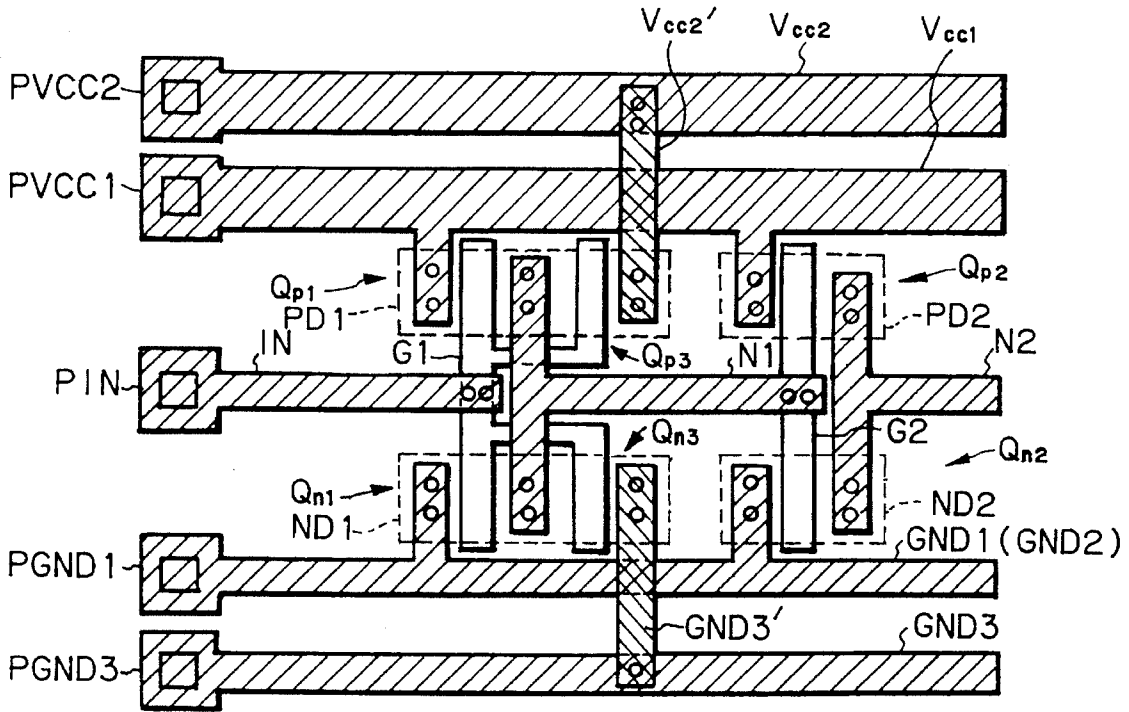 Vcc2′ Vcc2 Vcc1
PVCC2
PVCC1
Qp1 Qp2
PD1 PD2
IN G1 Qp3 N1 N2
PIN
Qn3 G2
Qn1 Qn2
ND1 ND2
GND1(GND2)
PGND1
GND3′ GND3
PGND3